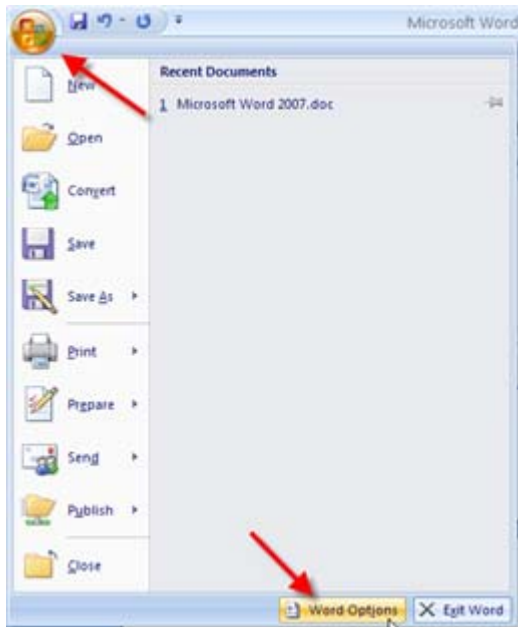 Microsoft Word
Recent Documents
1 Microsoft Word 2007.doc
New
Open
Convert
Save
Save As
Print
Prepare
Send
Publish
Close
Word Options
Exit Word